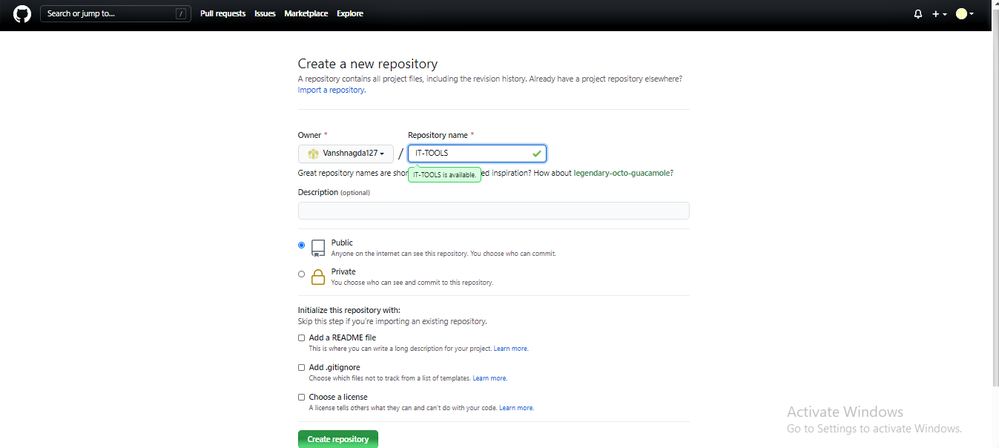 Search or jump to... /
Pull requests Issues Marketplace Explore
Create a new repository
A repository contains all project files, including the revision history. Already have a project repository elsewhere?
Import a repository.
Owner * Repository name *
Vanshnagda127 / IT-TOOLS
Great repository names are shor ed inspiration? How about legendary-octo-guacamole?
IT-TOOLS is available.
Description (optional)
Public
Anyone on the internet can see this repository. You choose who can commit.
Private
You choose who can see and commit to this repository.
Initialize this repository with:
Skip this step if you're importing an existing repository.
Add a README file
This is where you can write a long description for your project. Learn more.
Add .gitignore
Choose which files not to track from a list of templates. Learn more.
Choose a license
A license tells others what they can and can't do with your code. Learn more.
Create repository
Activate Windows
Go to Settings to activate Windows.